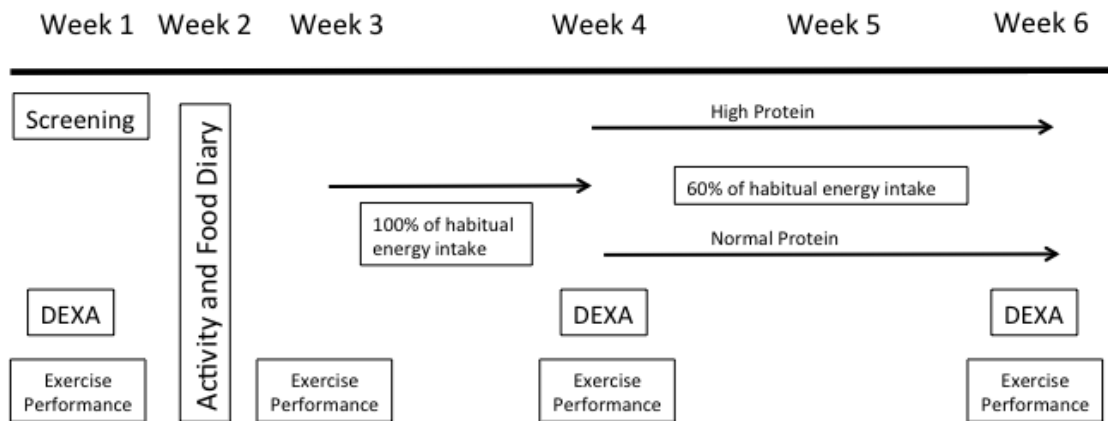 Week 1 Week 2 Week 3 Week 4 Week 5 Week 6
Screening
Activity and Food Diary
High Protein
60% of habitual energy intake
100% of habitual
energy intake
Normal Protein
DEXA DEXA DEXA
Exercise
Performance
Exercise
Performance
Exercise
Performance
Exercise
Performance